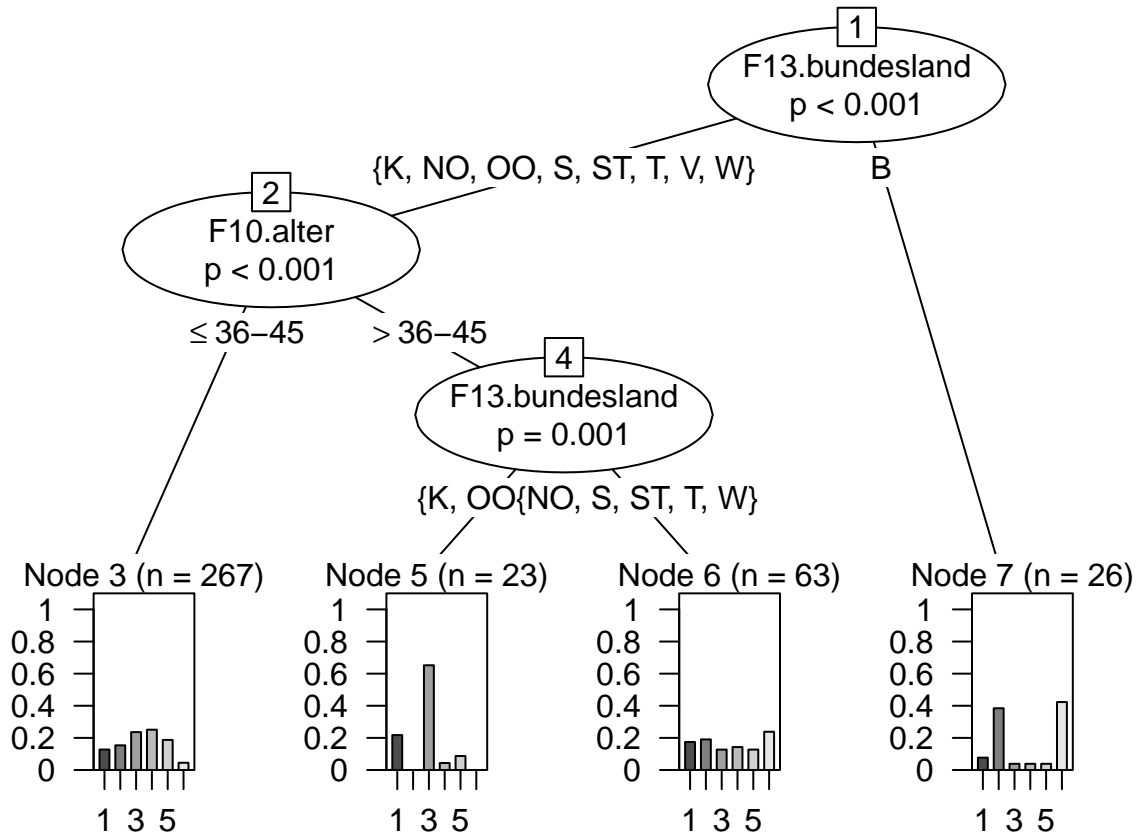 1
F13.bundesland
p < 0.001
{K, NO, OO, S, ST, T, V, W}
B
2
F10.alter
p < 0.001
≤ 36−45
> 36−45
4
F13.bundesland
p = 0.001
{K, OO{NO, S, ST, T, W}
Node 3 (n = 267)
1
0.8
0.6
0.4
0.2
0
1 3 5
Node 5 (n = 23)
1
0.8
0.6
0.4
0.2
0
1 3 5
Node 6 (n = 63)
1
0.8
0.6
0.4
0.2
0
1 3 5
Node 7 (n = 26)
1
0.8
0.6
0.4
0.2
0
1 3 5